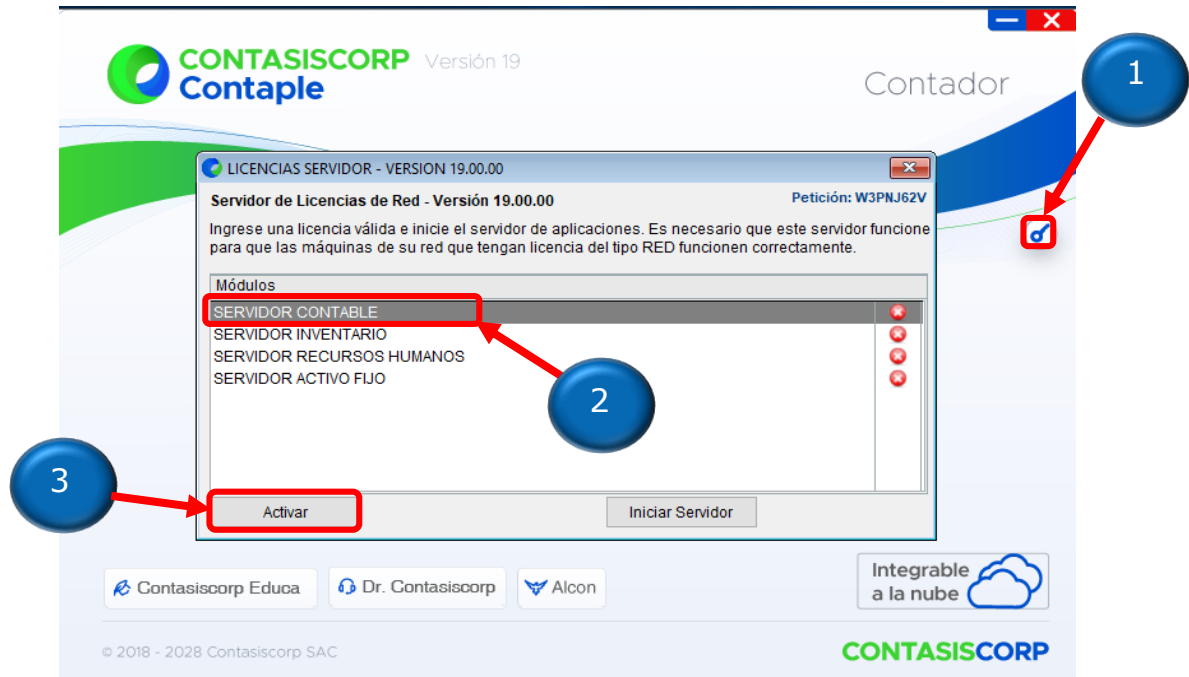 CONTASISCORP Versión 19
Contaple
Contador
1
LICENCIAS SERVIDOR - VERSION 19.00.00
Servidor de Licencias de Red - Versión 19.00.00
Petición: W3PNJ62V
Ingrese una licencia válida e inicie el servidor de aplicaciones. Es necesario que este servidor funcione
para que las máquinas de su red que tengan licencia del tipo RED funcionen correctamente.
Módulos
SERVIDOR CONTABLE
SERVIDOR INVENTARIO
SERVIDOR RECURSOS HUMANOS
SERVIDOR ACTIVO FIJO
2
3
Activar
Iniciar Servidor
Contasiscorp Educa
Dr. Contasiscorp
Alcon
Integrable
a la nube
© 2018 - 2028 Contasiscorp SAC
CONTASISCORP